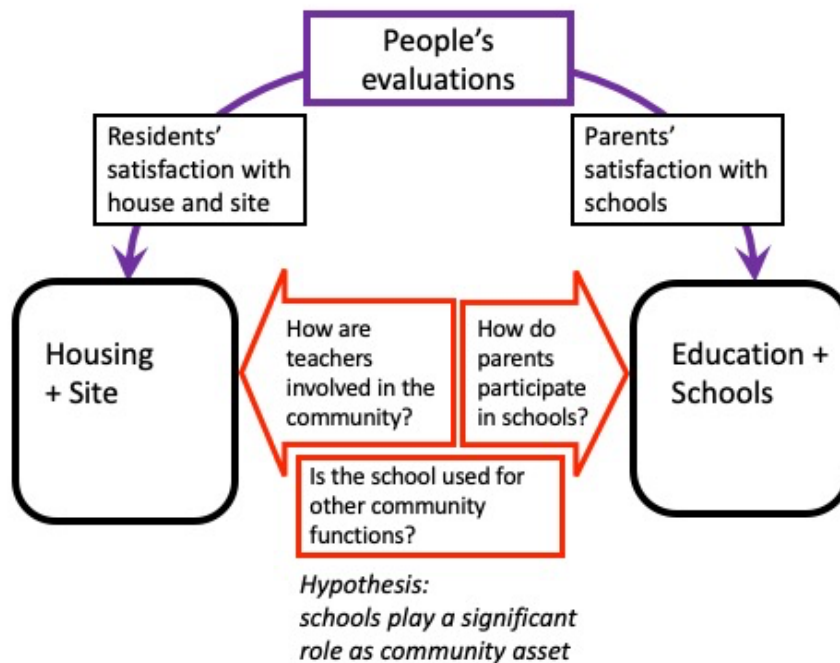 People’s
evaluations
Residents’
satisfaction with
house and site
Parents’
satisfaction with
schools
Housing
+ Site
How are
teachers
involved in the
community?
How do
parents
participate
in schools?
Education +
Schools
Is the school used for
other community
functions?
Hypothesis:
schools play a significant
role as community asset